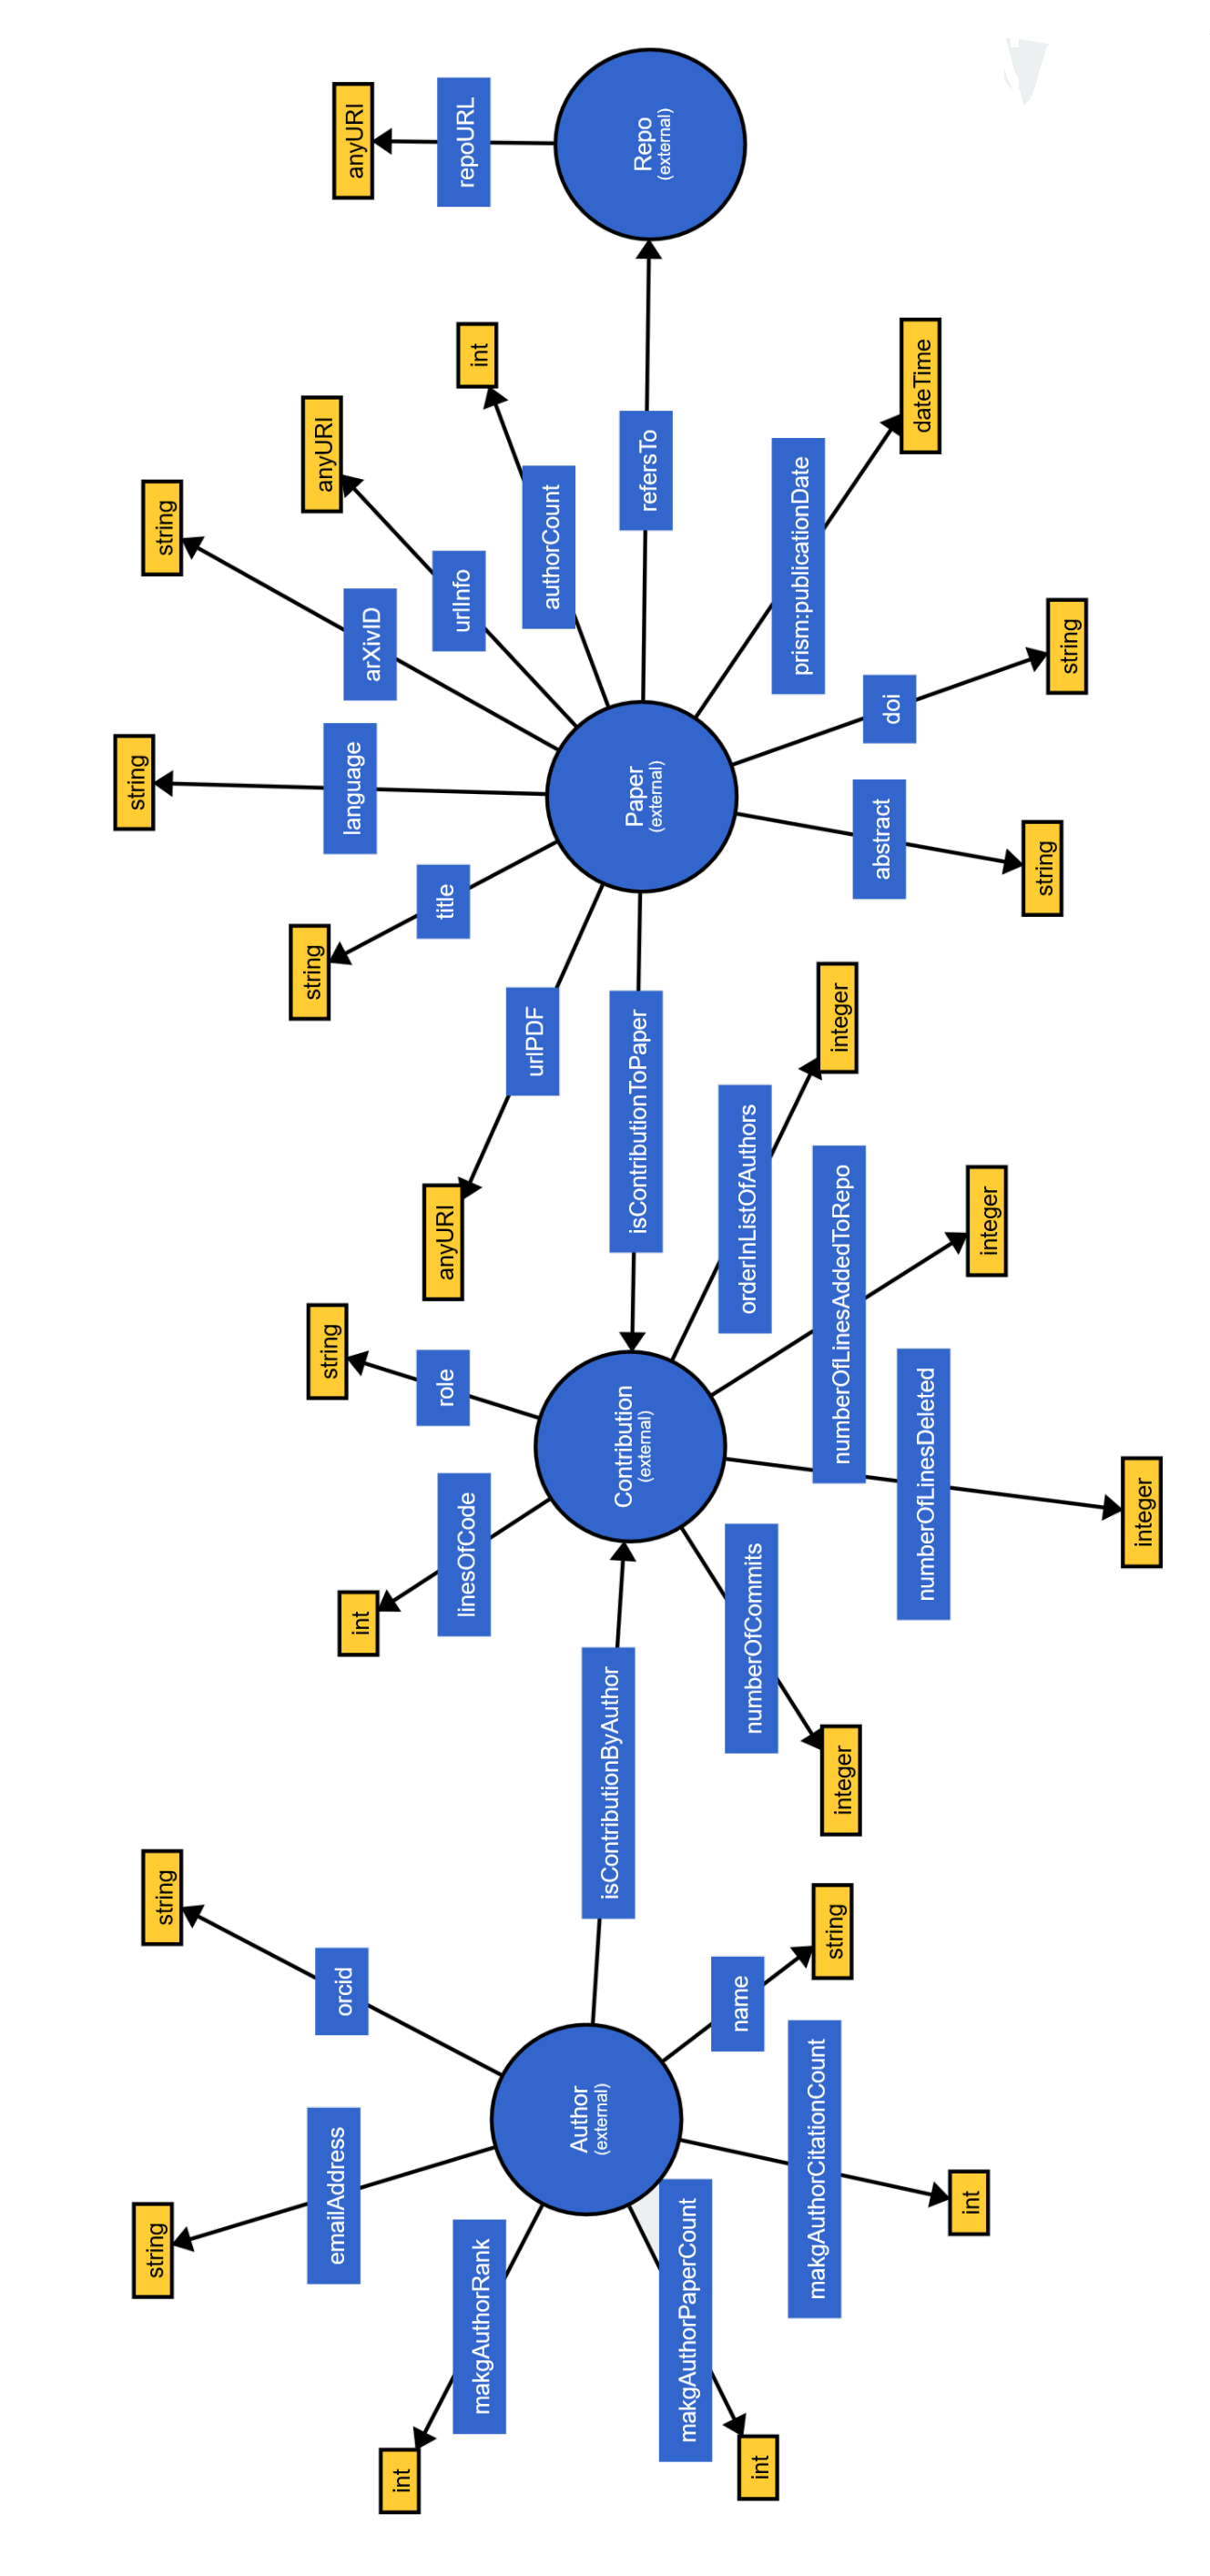 string
emailAddress
int
makgAuthorRank
Author
(external)
makgAuthorPaperCount
int
makgAuthorCitationCount
int
name
string
orcid
string
isContributionByAuthor
int
linesOfCode
string
role
Contribution
(external)
numberOfCommits
integer
numberOfLinesDeleted
integer
numberOfLinesAddedToRepo
integer
orderInListOfAuthors
integer
isContributionToPaper
anyURI
urlPDF
string
title
string
language
string
arXivID
anyURI
urlInfo
int
authorCount
Paper
(external)
abstract
string
doi
string
prism:publicationDate
dateTime
refersTo
anyURI
repoURL
Repo
(external)